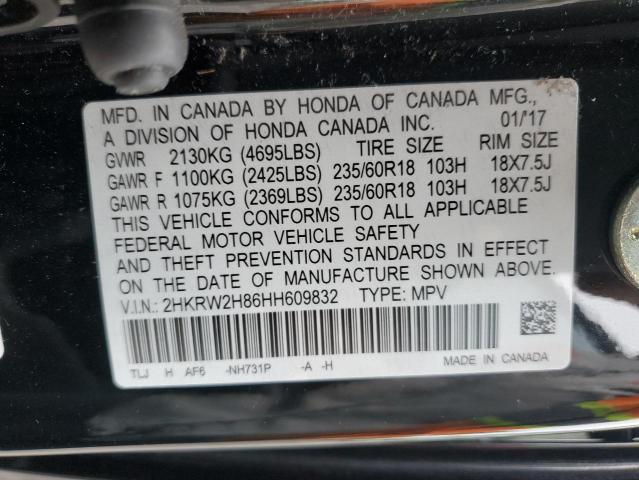 MFD. IN CANADA BY HONDA OF CANADA MFG.,
A DIVISION OF HONDA CANADA INC. 01/17
GVWR 2130KG (4695LBS) TIRE SIZE RIM SIZE
GAWR F 1100KG (2425LBS) 235/60R18 103H 18X7.5J
GAWR R 1075KG (2369LBS) 235/60R18 103H 18X7.5J
THIS VEHICLE CONFORMS TO ALL APPLICABLE
FEDERAL MOTOR VEHICLE SAFETY
AND THEFT PREVENTION STANDARDS IN EFFECT
ON THE DATE OF MANUFACTURE SHOWN ABOVE.
V.I.N.: 2HKRW2H86HH609832 TYPE: MPV
TLJ H AF6 -NH731P -A -H MADE IN CANADA